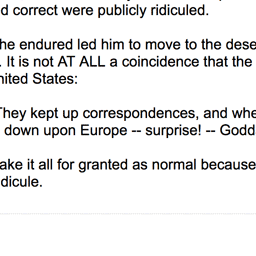 d correct were publicly ridiculed.
he endured led him to move to the dese
. It is not AT ALL a coincidence that the
nited States:
They kept up correspondences, and whe
down upon Europe -- surprise! -- Godd
ake it all for granted as normal because
dicule.